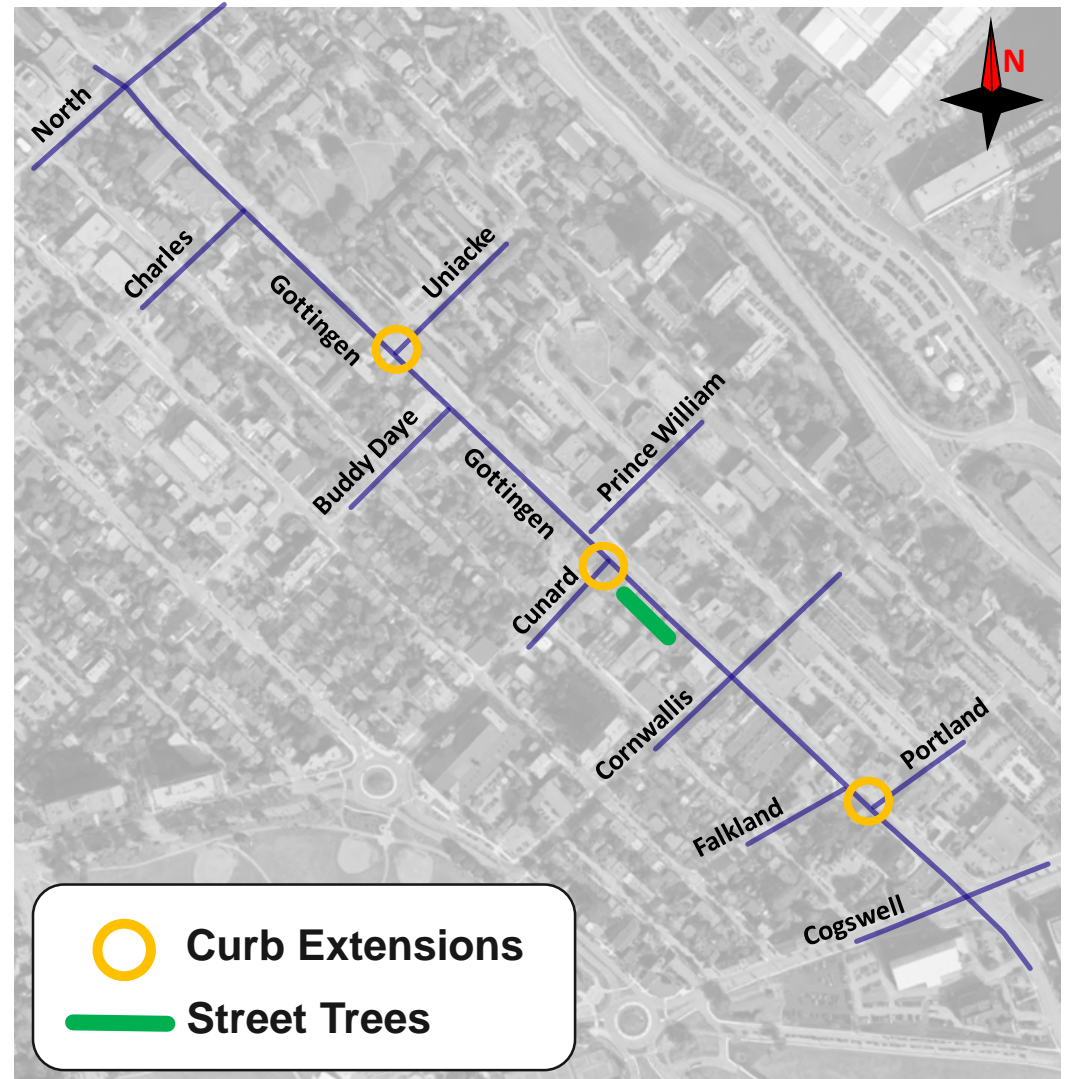 N
North
Charles
Uniacke
Gottingen
Buddy Daye
Prince William
Gottingen
Cunard
Cornwallis
Portland
Falkland
Cogswell
Curb Extensions
Street Trees